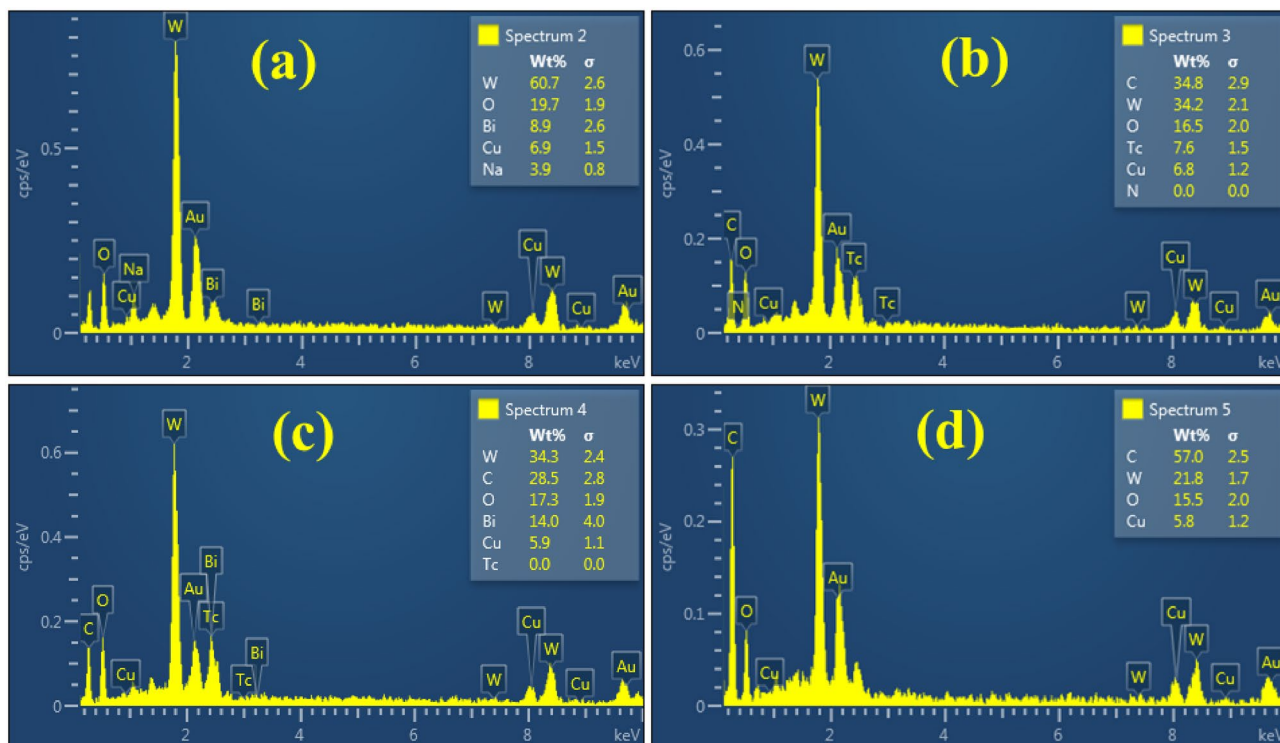 (a)
Spectrum 2
Wt% σ
W 60.7 2.6
O 19.7 1.9
Bi 8.9 2.6
Cu 6.9 1.5
Na 3.9 0.8
cps/eV
0.5
0
W
Au
O
Na
Cu
Bi
Bi
W
Cu
W
Cu
Au
2 4 6 8 keV
(b)
Spectrum 3
Wt% σ
C 34.8 2.9
W 34.2 2.1
O 16.5 2.0
Tc 7.6 1.5
Cu 6.8 1.2
N 0.0 0.0
cps/eV
0.6
0.4
0.2
0
W
C
O
N
Cu
Au
Tc
Tc
W
Cu
W
Cu
Au
2 4 6 8 keV
(c)
Spectrum 4
Wt% σ
W 34.3 2.4
C 28.5 2.8
O 17.3 1.9
Bi 14.0 4.0
Cu 5.9 1.1
Tc 0.0 0.0
cps/eV
0.6
0.4
0.2
0
W
Bi
Au
O
C
Tc
Cu
Tc
Bi
W
Cu
W
Cu
Au
2 4 6 8 keV
(d)
Spectrum 5
Wt% σ
C 57.0 2.5
W 21.8 1.7
O 15.5 2.0
Cu 5.8 1.2
cps/eV
0.3
0.2
0.1
0
W
C
Au
O
Cu
W
Cu
W
Cu
Au
2 4 6 8 keV